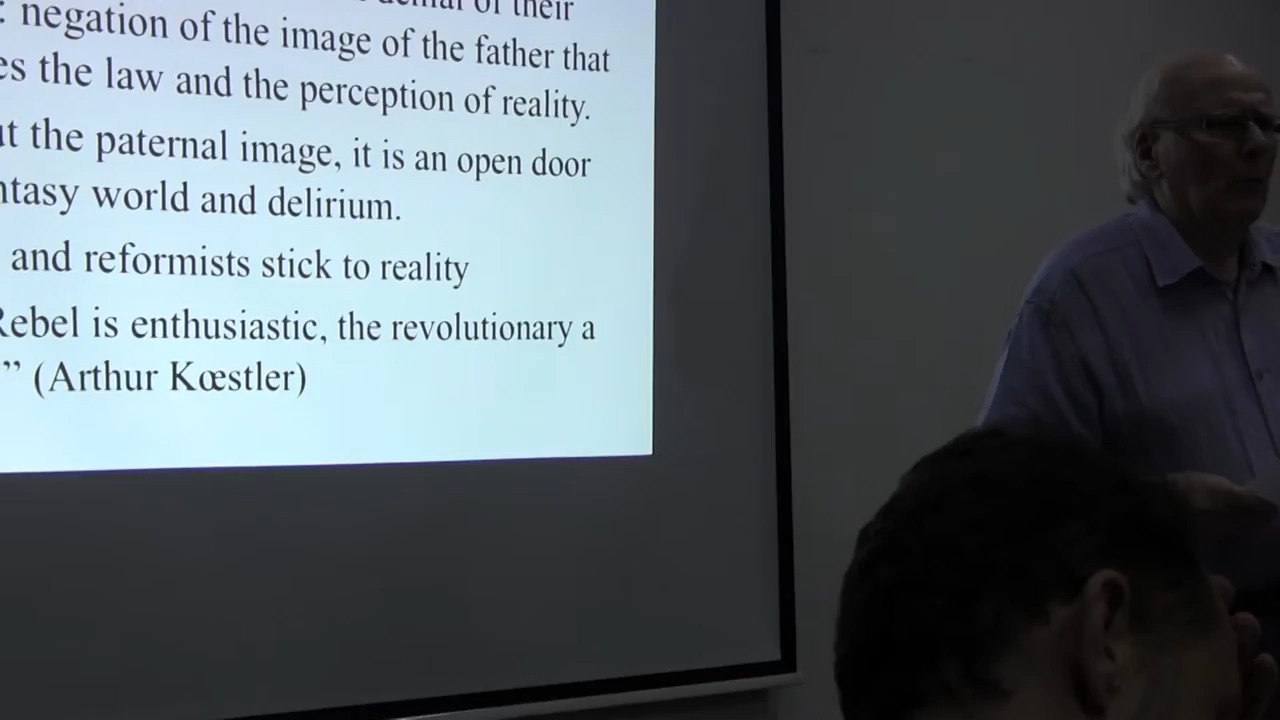 of their
: negation of the image of the father that
es the law and the perception of reality.
the paternal image, it is an open door
ntasy world and delirium.
and reformists stick to reality
Rebel is enthusiastic, the revolutionary a
” (Arthur Kœstler)